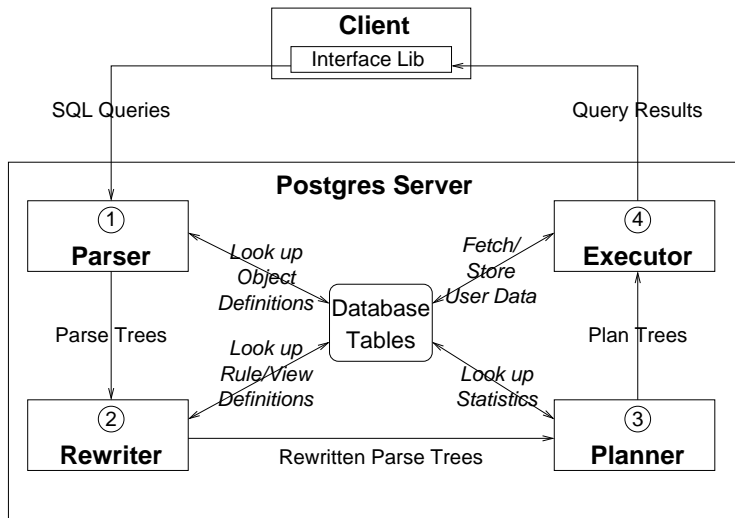 Client
Interface Lib
SQL Queries
Query Results
Postgres Server
1
Parser
4
Executor
Look up
Object
Definitions
Fetch/
Store
User Data
Database
Tables
Parse Trees
Plan Trees
Look up
Rule/View
Definitions
Look up
Statistics
2
Rewriter
3
Planner
Rewritten Parse Trees